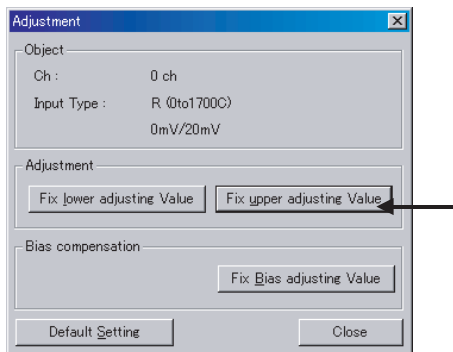 Adjustment
Object
Ch : 0 ch
Input Type : R (0to1700C)
0mV/20mV
Adjustment
Fix lower adjusting Value Fix upper adjusting Value
Bias compensation
Fix Bias adjusting Value
Default Setting Close